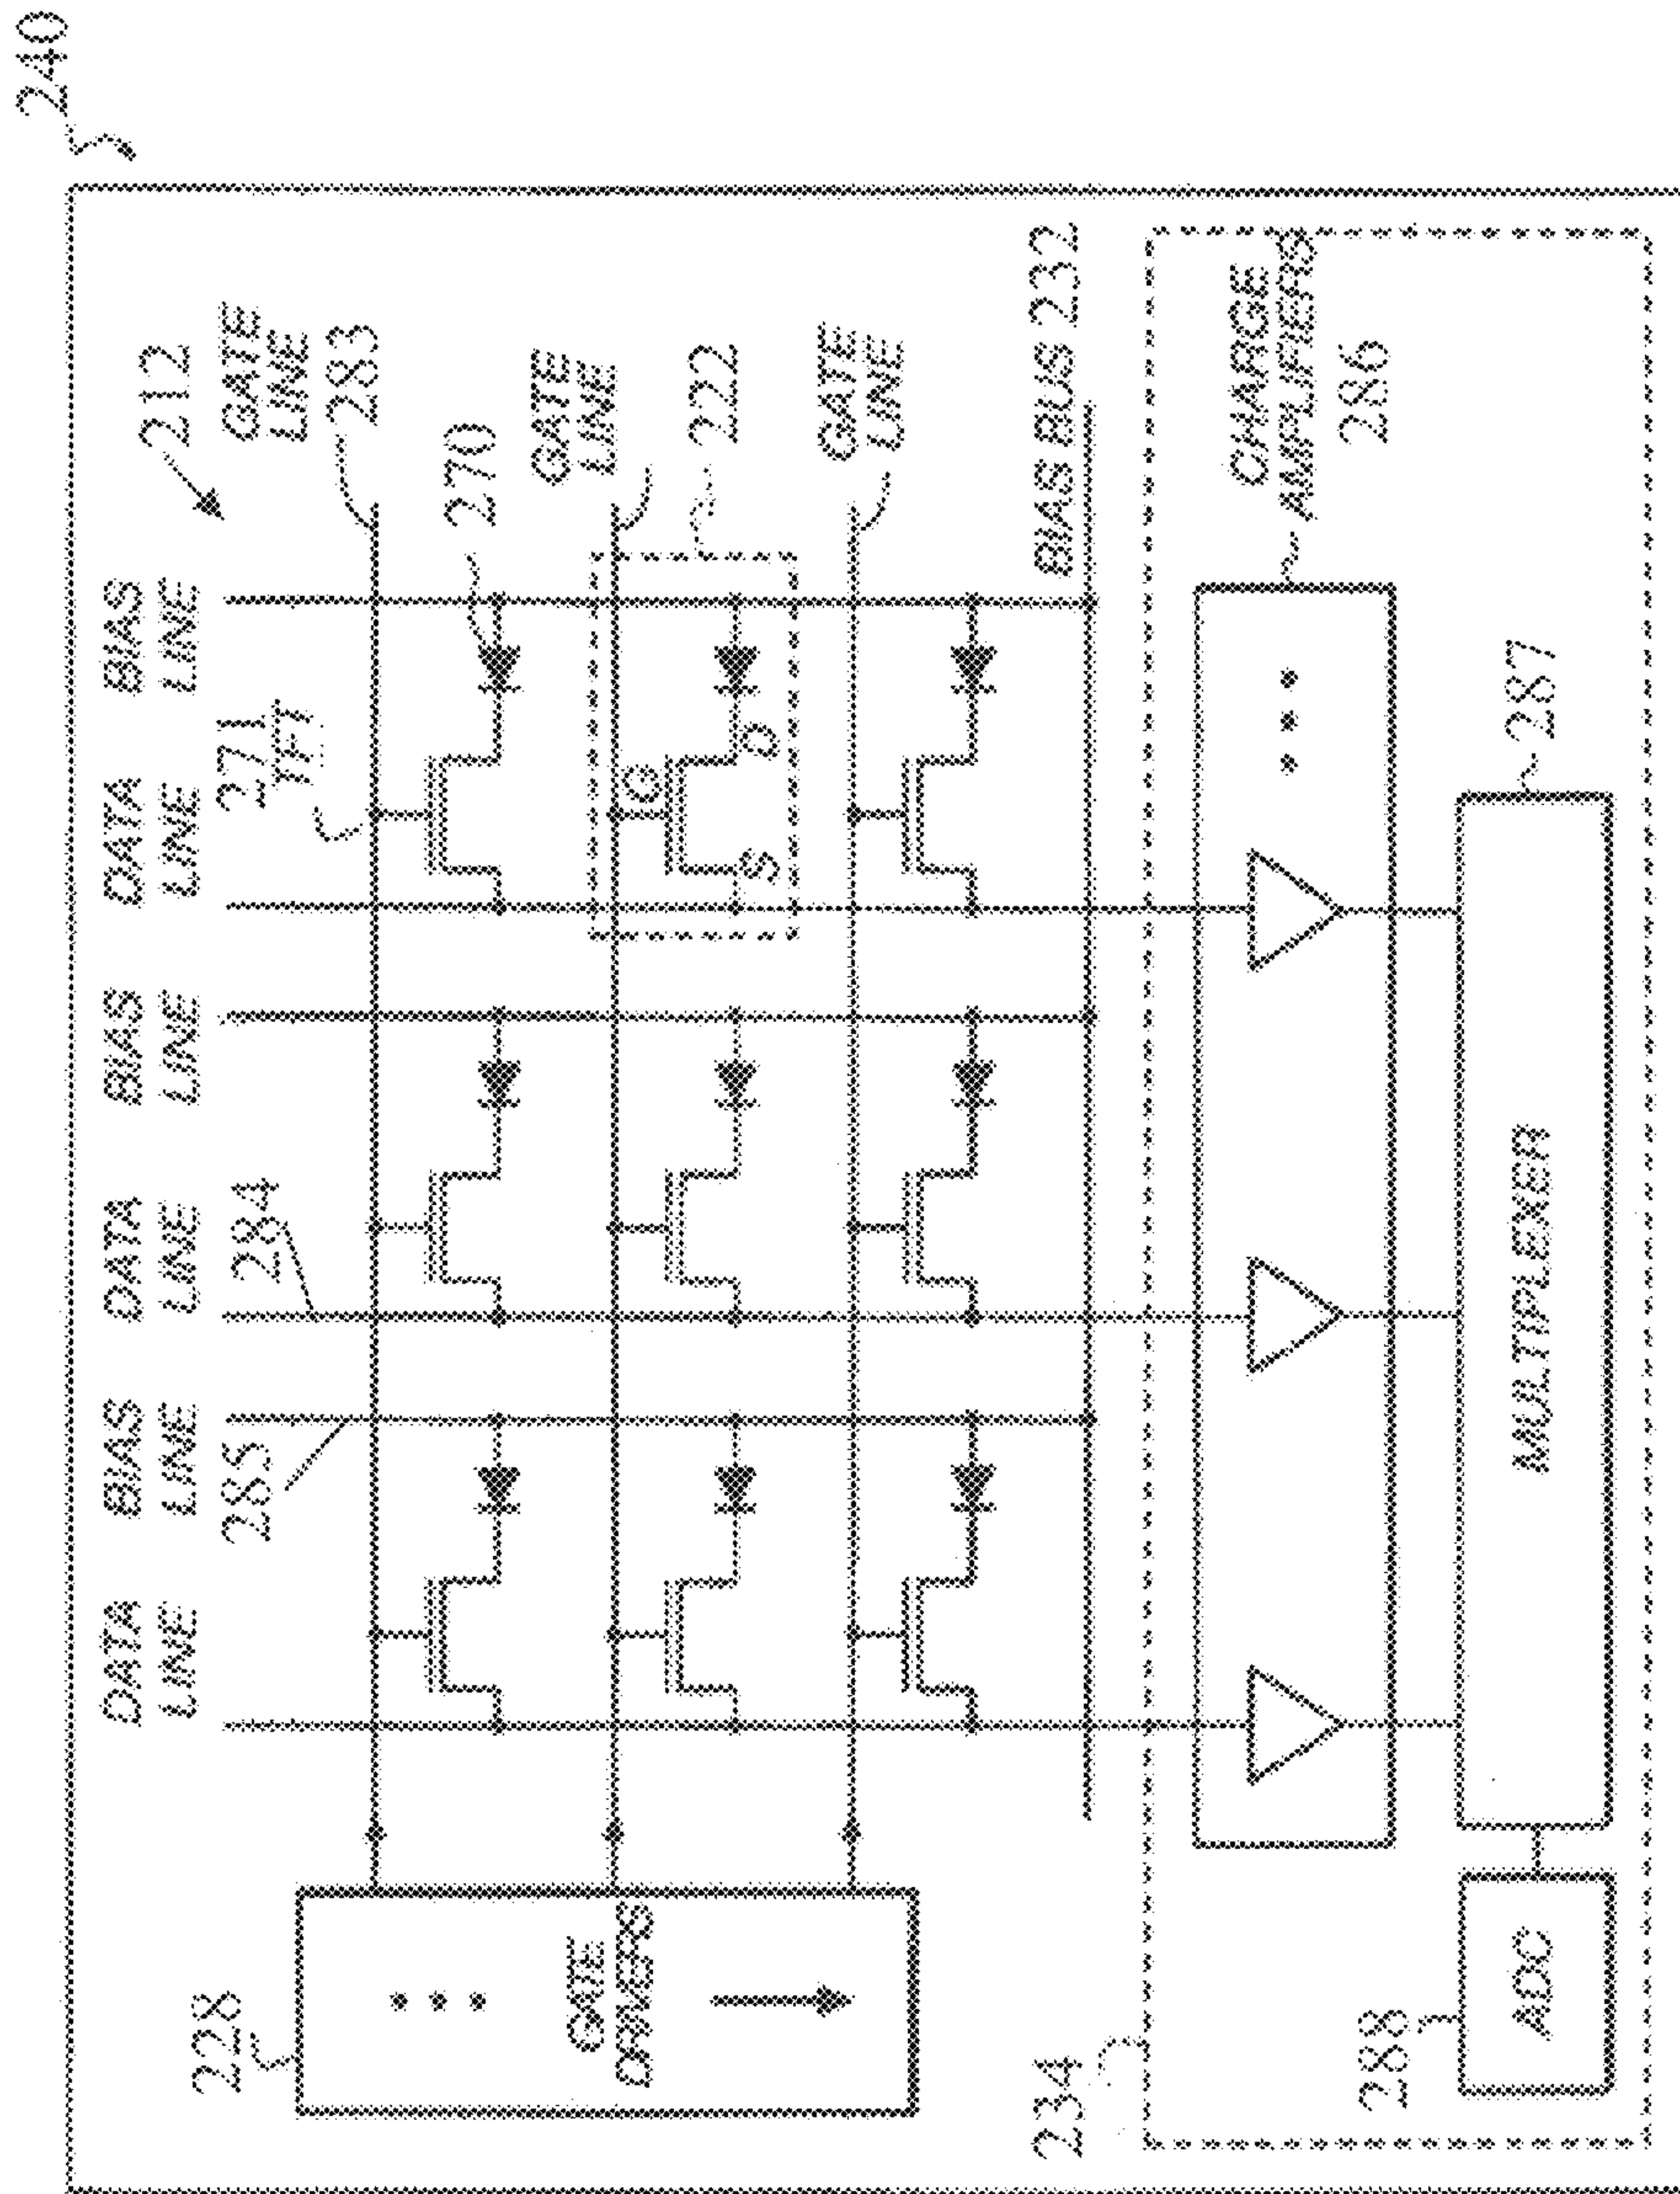 240
212
DATA
LINE
BIAS
LINE
285
DATA
LINE
284
BIAS
LINE
DATA
LINE
271
TFT
BIAS
LINE
GATE
LINE
283
228
270
GATE
LINE
G
D
S
222
GATE
DRIVERS
GATE
LINE
BIAS BUS 232
234
CHARGE
AMPLIFIERS
286
287
288
ADC
MULTIPLEXER